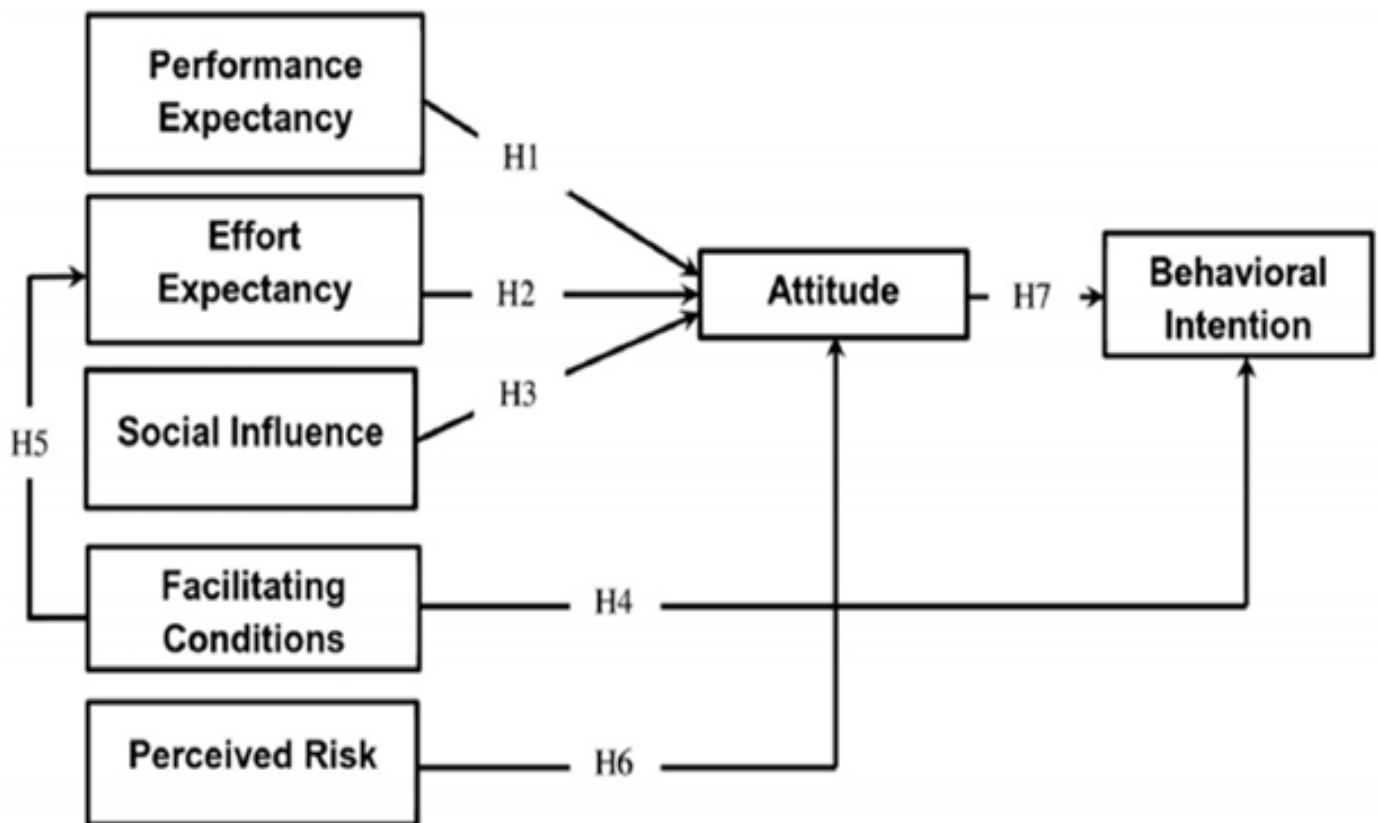 Performance
Expectancy
H1
Effort
Expectancy
H2
Attitude
H7
Behavioral
Intention
H3
Social Influence
H5
Facilitating
Conditions
H4
Perceived Risk
H6